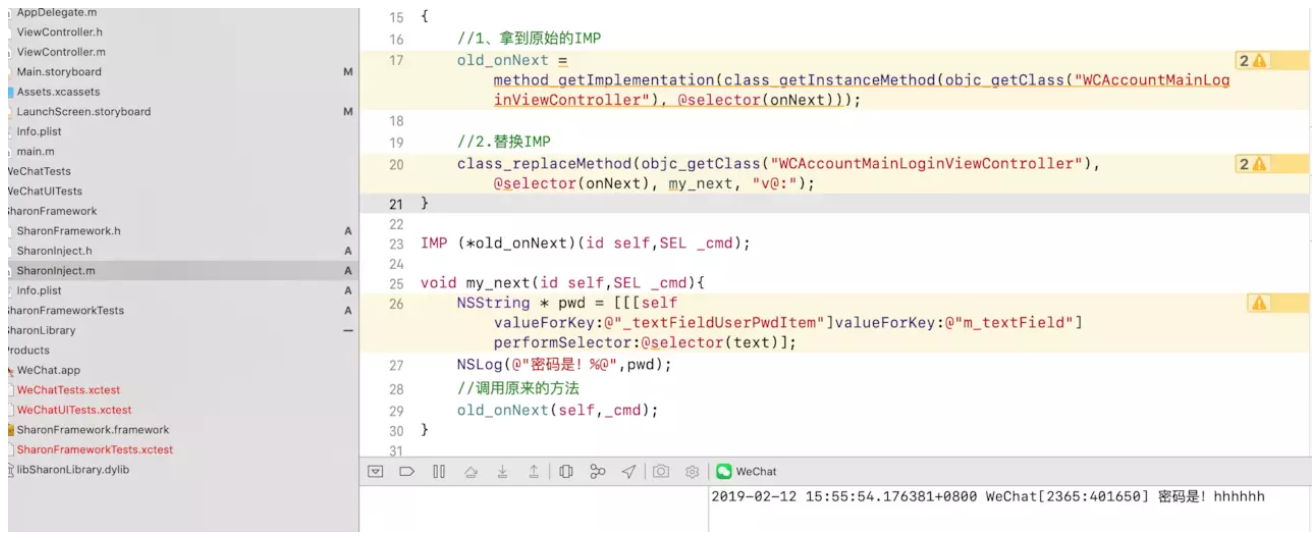 AppDelegate.m
ViewController.h
ViewController.m
Main.storyboard M
Assets.xcassets
LaunchScreen.storyboard M
Info.plist
main.m
WeChatTests
WeChatUITests
SharonFramework
SharonFramework.h A
SharonInject.h A
SharonInject.m A
Info.plist A
SharonFrameworkTests A
SharonLibrary —
Products
WeChat.app
WeChatTests.xctest
WeChatUITests.xctest
SharonFramework.framework
SharonFrameworkTests.xctest
libSharonLibrary.dylib
15 {
16 //1、拿到原始的IMP
17 old_onNext = 2
method_getImplementation(class_getInstanceMethod(objc_getClass("WCAccountMainLog
inViewController"), @selector(onNext)));
18
19 //2.替换IMP
20 class_replaceMethod(objc_getClass("WCAccountMainLoginViewController"), 2
@selector(onNext), my_next, "v@:");
21 }
22
23 IMP (*old_onNext)(id self,SEL _cmd);
24
25 void my_next(id self,SEL _cmd){
26 NSString * pwd = [[[self
valueForKey:@"_textFieldUserPwdItem"]valueForKey:@"m_textField"]
performSelector:@selector(text)];
27 NSLog(@"密码是！%@",pwd);
28 //调用原来的方法
29 old_onNext(self,_cmd);
30 }
31
WeChat
2019-02-12 15:55:54.176381+0800 WeChat[2365:401650] 密码是！hhhhhh